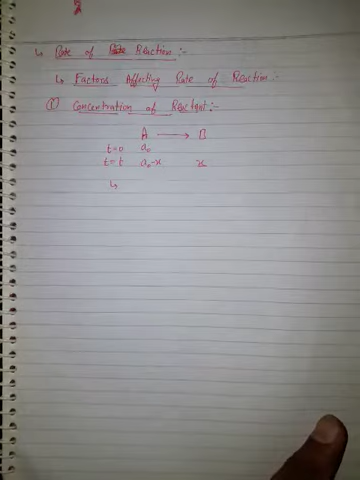 ↳ Rate of Reaction :-
↳ Factors Affecting Rate of Reaction :-
① Concentration of Reactant :-
A ⟶ B
t=0 a₀
t=t a₀-x x
↳